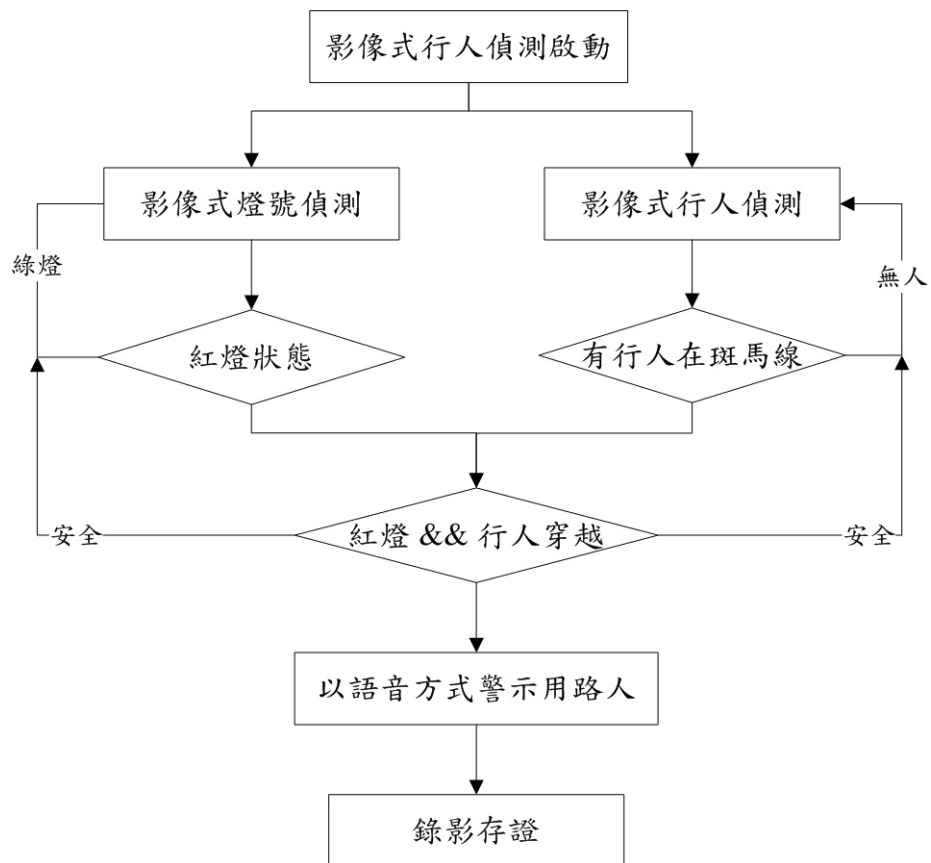 影像式行人偵測啟動
影像式燈號偵測
影像式行人偵測
綠燈
無人
紅燈狀態
有行人在斑馬線
安全
紅燈 && 行人穿越
安全
以語音方式警示用路人
錄影存證